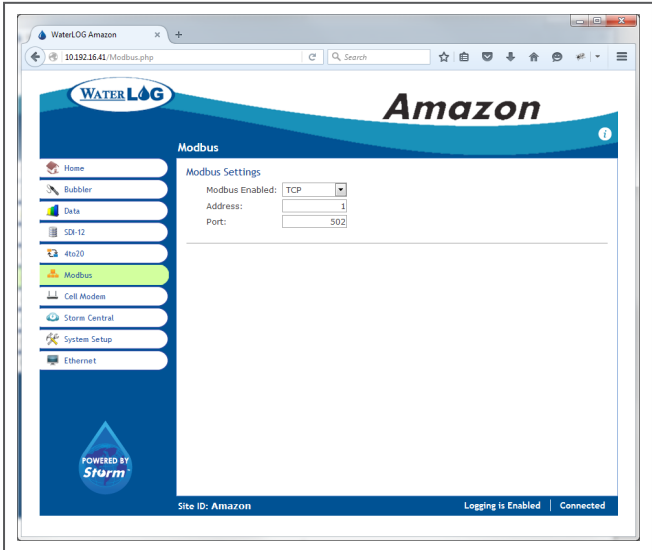 WaterLOG Amazon
10.192.16.41/Modbus.php
Search
WATERLOG
Amazon
Modbus
Home
Bubbler
Data
SDI-12
4to20
Modbus
Cell Modem
Storm Central
System Setup
Ethernet
Modbus Settings
Modbus Enabled: TCP
Address: 1
Port: 502
POWERED BY
Storm
Site ID: Amazon
Logging is Enabled | Connected